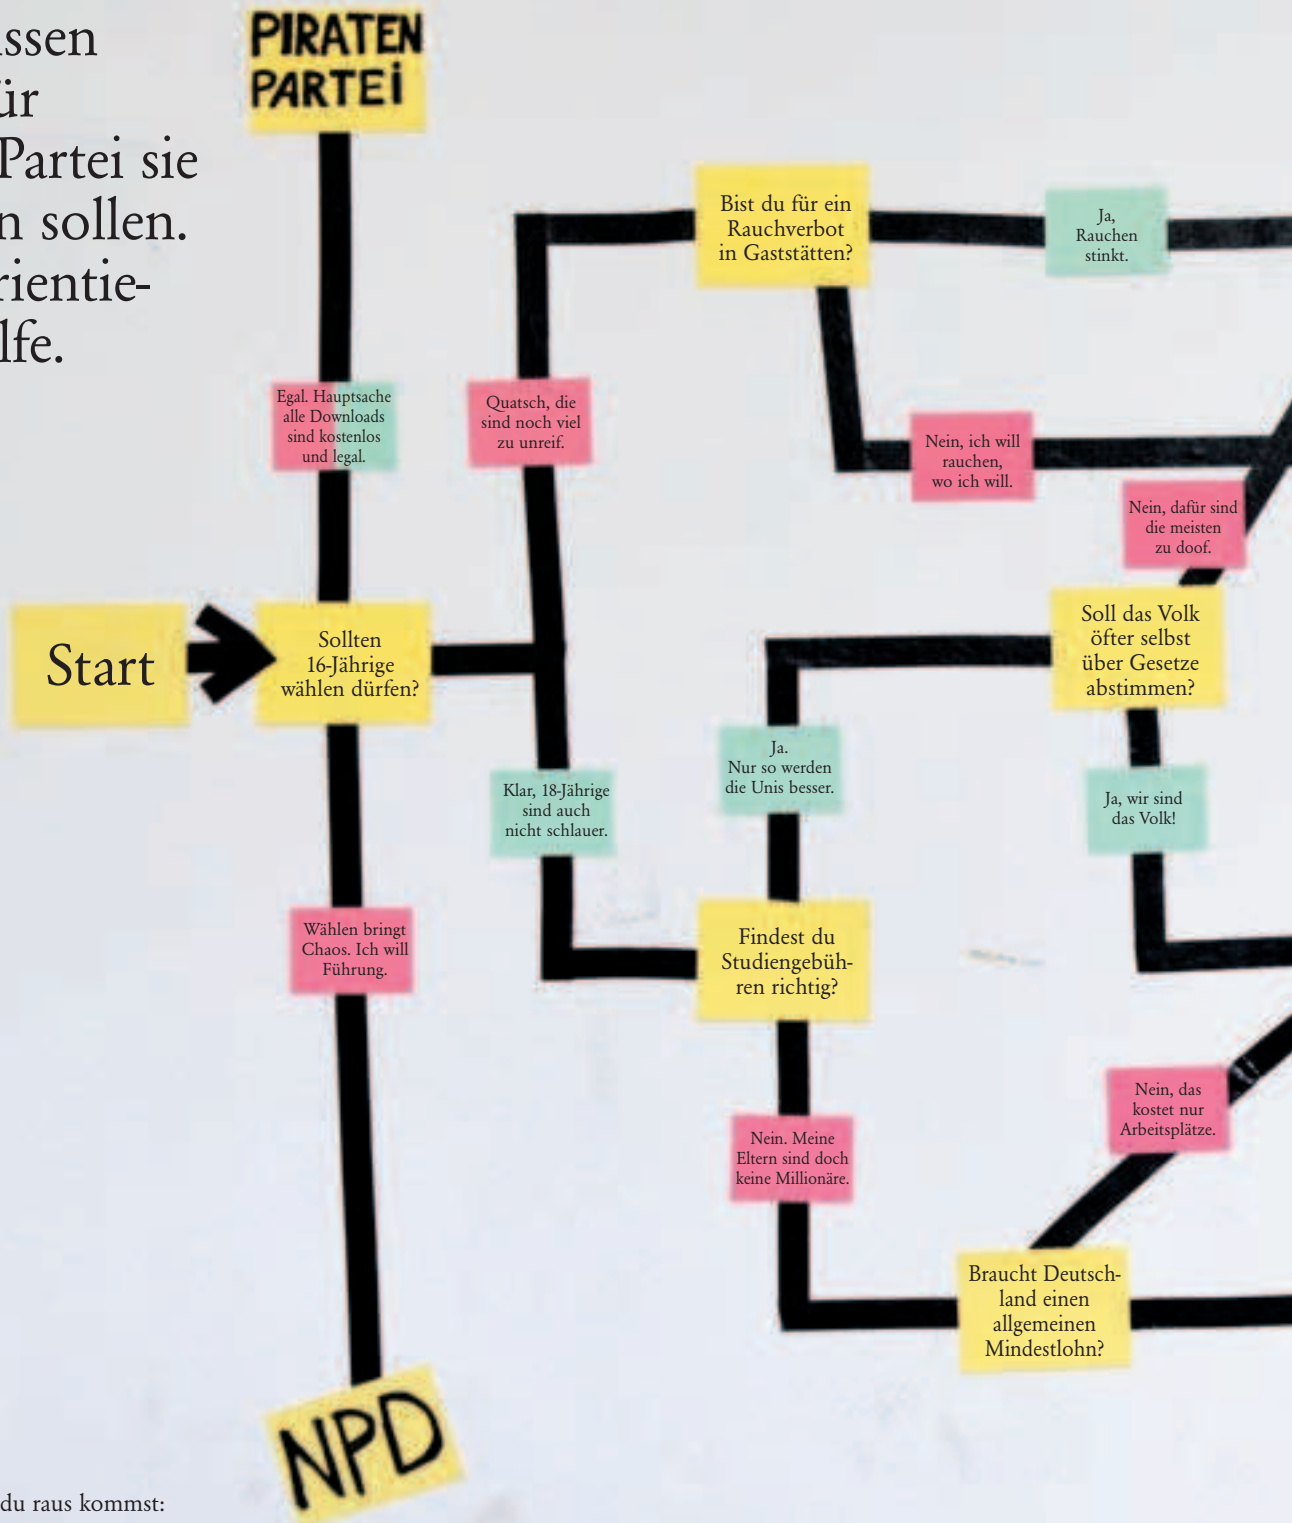 issen
ür
Partei sie
n sollen.
rientie-
lfe.
PIRATEN
PARTEi
Bist du für ein
Rauchverbot
in Gaststätten?
Ja,
Rauchen
stinkt.
Egal. Hauptsache
alle Downloads
sind kostenlos
und legal.
Quatsch, die
sind noch viel
zu unreif.
Nein, ich will
rauchen,
wo ich will.
Nein, dafür sind
die meisten
zu doof.
Start
Sollten
16-Jährige
wählen dürfen?
Soll das Volk
öfter selbst
über Gesetze
abstimmen?
Ja.
Nur so werden
die Unis besser.
Klar, 18-Jährige
sind auch
nicht schlauer.
Ja, wir sind
das Volk!
Wählen bringt
Chaos. Ich will
Führung.
Findest du
Studiengebüh-
ren richtig?
Nein, das
kostet nur
Arbeitsplätze.
Nein. Meine
Eltern sind doch
keine Millionäre.
Braucht Deutsch-
land einen
allgemeinen
Mindestlohn?
NPD
du raus kommst: